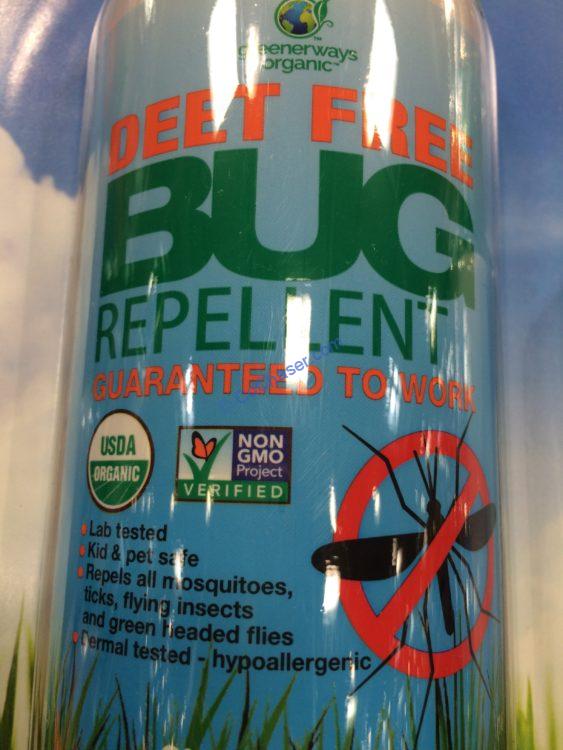 greenerways
organic™
DEET FREE
BUG
REPELLENT
GUARANTEED TO WORK
USDA
ORGANIC
NON
GMO
Project
VERIFIED
Lab tested
Kid & pet safe
Repels all mosquitoes,
ticks, flying insects
and green headed flies
Dermal tested - hypoallergenic